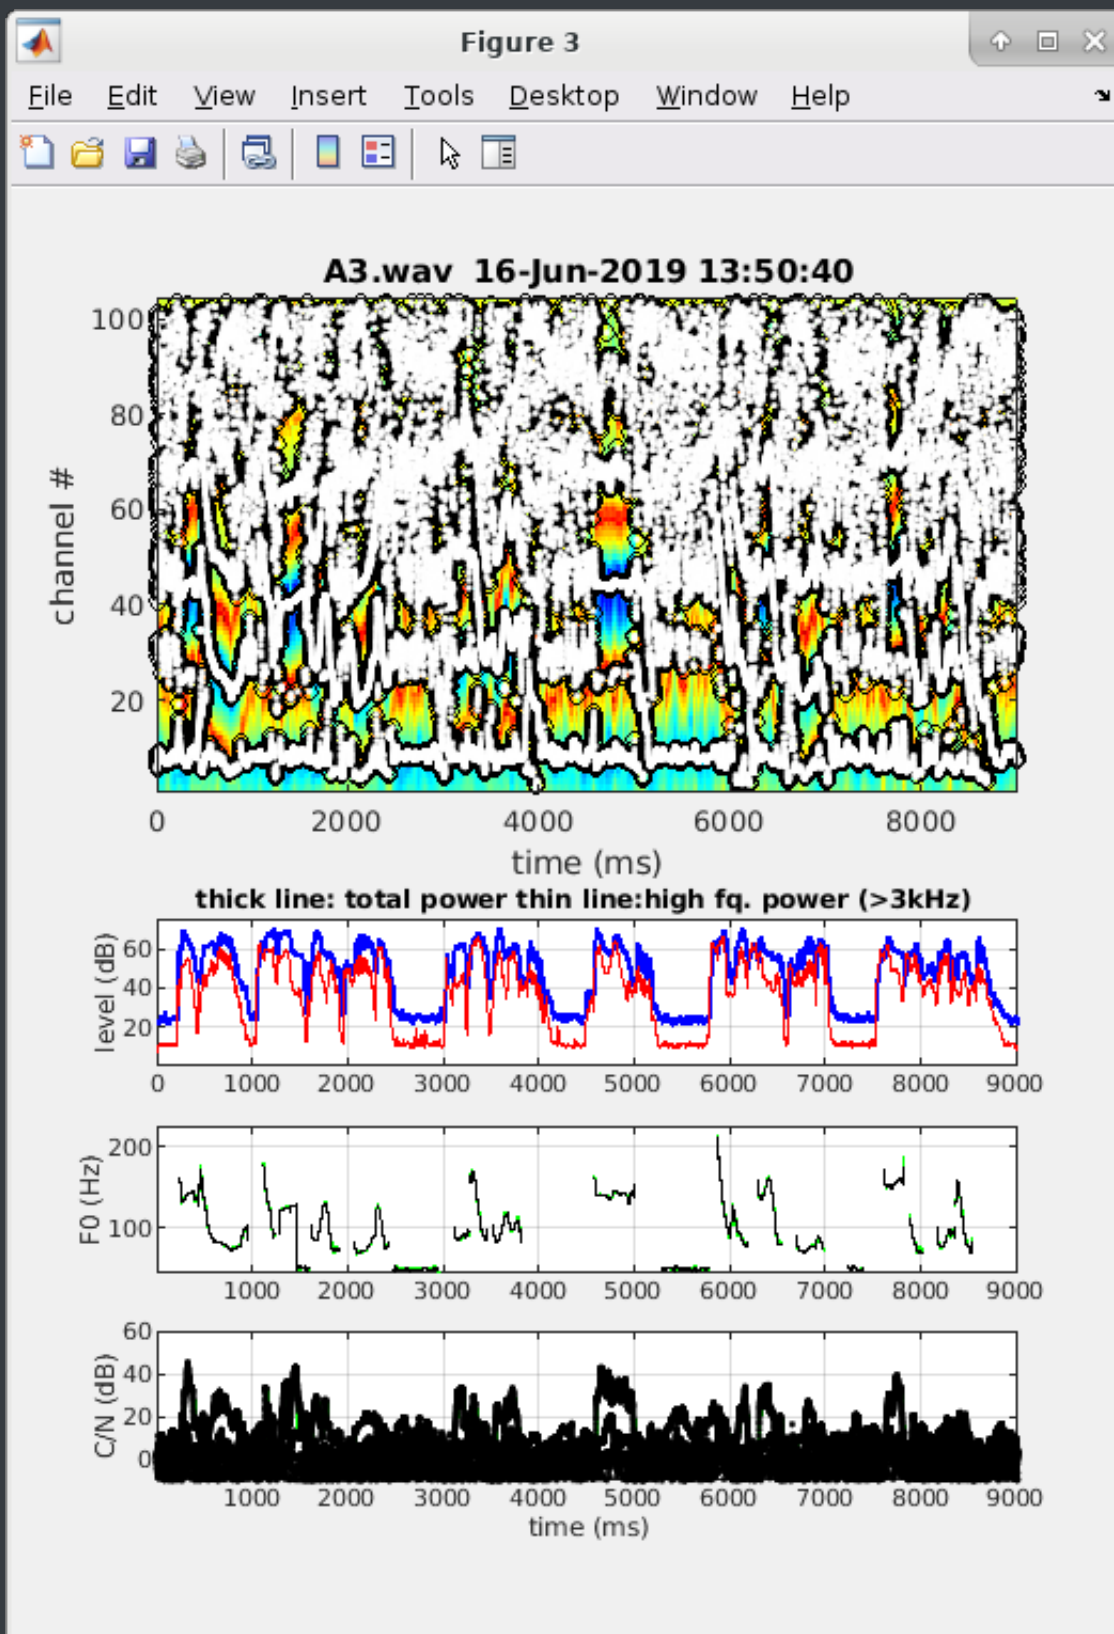 Figure 3
File Edit View Insert Tools Desktop Window Help
A3.wav 16-Jun-2019 13:50:40
100
80
60
40
20
channel #
0 2000 4000 6000 8000
time (ms)
thick line: total power thin line:high fq. power (>3kHz)
60
40
20
level (dB)
0 1000 2000 3000 4000 5000 6000 7000 8000 9000
200
100
F0 (Hz)
1000 2000 3000 4000 5000 6000 7000 8000 9000
60
40
20
0
C/N (dB)
1000 2000 3000 4000 5000 6000 7000 8000 9000
time (ms)